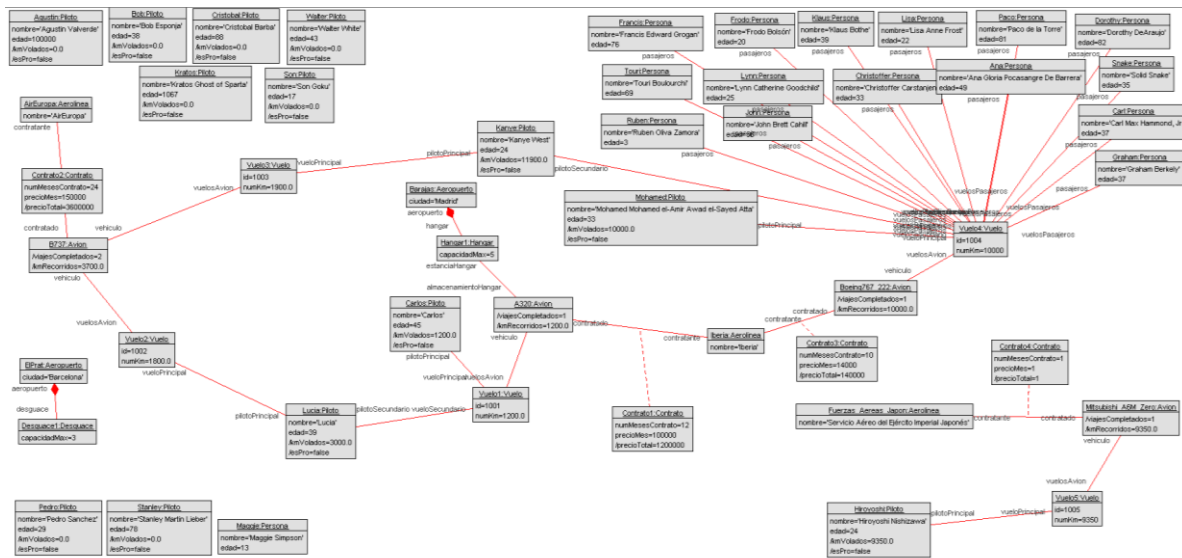 Agustin:Piloto
nombre='Agustin Valverde'
edad=100000
/kmVolados=0.0
/esPro=false
Bob:Piloto
nombre='Bob Esponja'
edad=38
/kmVolados=0.0
/esPro=false
Cristobal:Piloto
nombre='Cristobal Barba'
edad=88
/kmVolados=0.0
/esPro=false
Walter:Piloto
nombre='Walter White'
edad=43
/kmVolados=0.0
/esPro=false
Kratos:Piloto
nombre='Kratos Ghost of Sparta'
edad=1067
/kmVolados=0.0
/esPro=false
Son:Piloto
nombre='Son Goku'
edad=17
/kmVolados=0.0
/esPro=false
Francis:Persona
nombre='Francis Edward Grogan'
edad=76
Frodo:Persona
nombre='Frodo Bolsón'
edad=20
Klaus:Persona
nombre='Klaus Bothe'
edad=39
Lisa:Persona
nombre='Lisa Anne Frost'
edad=22
Paco:Persona
nombre='Paco de la Torre'
edad=81
Dorothy:Persona
nombre='Dorothy DeAraujo'
edad=82
Touri:Persona
nombre='Touri Boulourchi'
edad=69
Lynn:Persona
nombre='Lynn Catherine Goodchild'
edad=25
Christoffer:Persona
nombre='Christoffer Carstanjen'
edad=33
Ana:Persona
nombre='Ana Gloria Pocasangre De Barrera'
edad=49
Snake:Persona
nombre='Solid Snake'
edad=35
Ruben:Persona
nombre='Ruben Oliva Zamora'
edad=3
John:Persona
nombre='John Brett Cahill'
Carl:Persona
nombre='Carl Max Hammond, Jr
edad=37
Graham:Persona
nombre='Graham Berkely'
edad=37
pasajeros
pasajeros
pasajeros
pasajeros
pasajeros
pasajeros
pasajeros
pasajeros
pasajeros
pasajeros
pasajeros
vuelosPasajeros
vuelosPasajeros
AirEuropa:Aerolinea
nombre='AirEuropa'
contratante
Contrato2:Contrato
numMesesContrato=24
precioMes=150000
/precioTotal=3600000
contratado
B737:Avion
/viajesCompletados=2
/kmRecorridos=3700.0
vehiculo
vehiculo
vuelosAvion
Vuelo3:Vuelo
id=1003
numKm=1900.0
vueloPrincipal
pilotoPrincipal
Kanye:Piloto
nombre='Kanye West'
edad=24
/kmVolados=11900.0
/esPro=false
pilotoSecundario
Barajas:Aeropuerto
ciudad='Madrid'
aeropuerto
hangar
Hangar1:Hangar
capacidadMax=5
estanciaHangar
almacenamientoHangar
Mohamed:Piloto
nombre='Mohamed Mohamed el-Amir Awad el-Sayed Atta'
edad=33
/kmVolados=10000.0
/esPro=false
pilotoPrincipal
vueloPrincipal
Vuelo4:Vuelo
id=1004
numKm=10000
vuelosAvion
vehiculo
Boeing767_222:Avion
/viajesCompletados=1
/kmRecorridos=10000.0
contratado
contratante
Iberia:Aerolinea
nombre='Iberia'
contratante
contratado
A320:Avion
/viajesCompletados=1
/kmRecorridos=1200.0
vehiculo
Carlos:Piloto
nombre='Carlos'
edad=45
/kmVolados=1200.0
/esPro=false
pilotoPrincipal
vueloPrincipal
vuelosAvion
vuelosAvion
Vuelo2:Vuelo
id=1002
numKm=1800.0
vueloPrincipal
ElPrat:Aeropuerto
ciudad='Barcelona'
aeropuerto
desguace
Desguace1:Desguace
capacidadMax=3
pilotoPrincipal
Lucia:Piloto
nombre='Lucia'
edad=39
/kmVolados=3000.0
/esPro=false
pilotoSecundario
vueloSecundario
Vuelo1:Vuelo
id=1001
numKm=1200.0
Contrato1:Contrato
numMesesContrato=12
precioMes=100000
/precioTotal=1200000
Contrato3:Contrato
numMesesContrato=10
precioMes=14000
/precioTotal=140000
Contrato4:Contrato
numMesesContrato=1
precioMes=1
/precioTotal=1
Fuerzas_Aereas_Japon:Aerolinea
nombre='Servicio Aéreo del Ejército Imperial Japonés'
contratante
contratado
Mitsubishi_A6M_Zero:Avion
/viajesCompletados=1
/kmRecorridos=9350.0
vehiculo
vuelosAvion
Vuelo5:Vuelo
id=1005
numKm=9350
vueloPrincipal
pilotoPrincipal
Hiroyoshi:Piloto
nombre='Hiroyoshi Nishizawa'
edad=24
/kmVolados=9350.0
/esPro=false
Pedro:Piloto
nombre='Pedro Sanchez'
edad=29
/kmVolados=0.0
/esPro=false
Stanley:Piloto
nombre='Stanley Martin Lieber'
edad=78
/kmVolados=0.0
/esPro=false
Maggie:Persona
nombre='Maggie Simpson'
edad=13